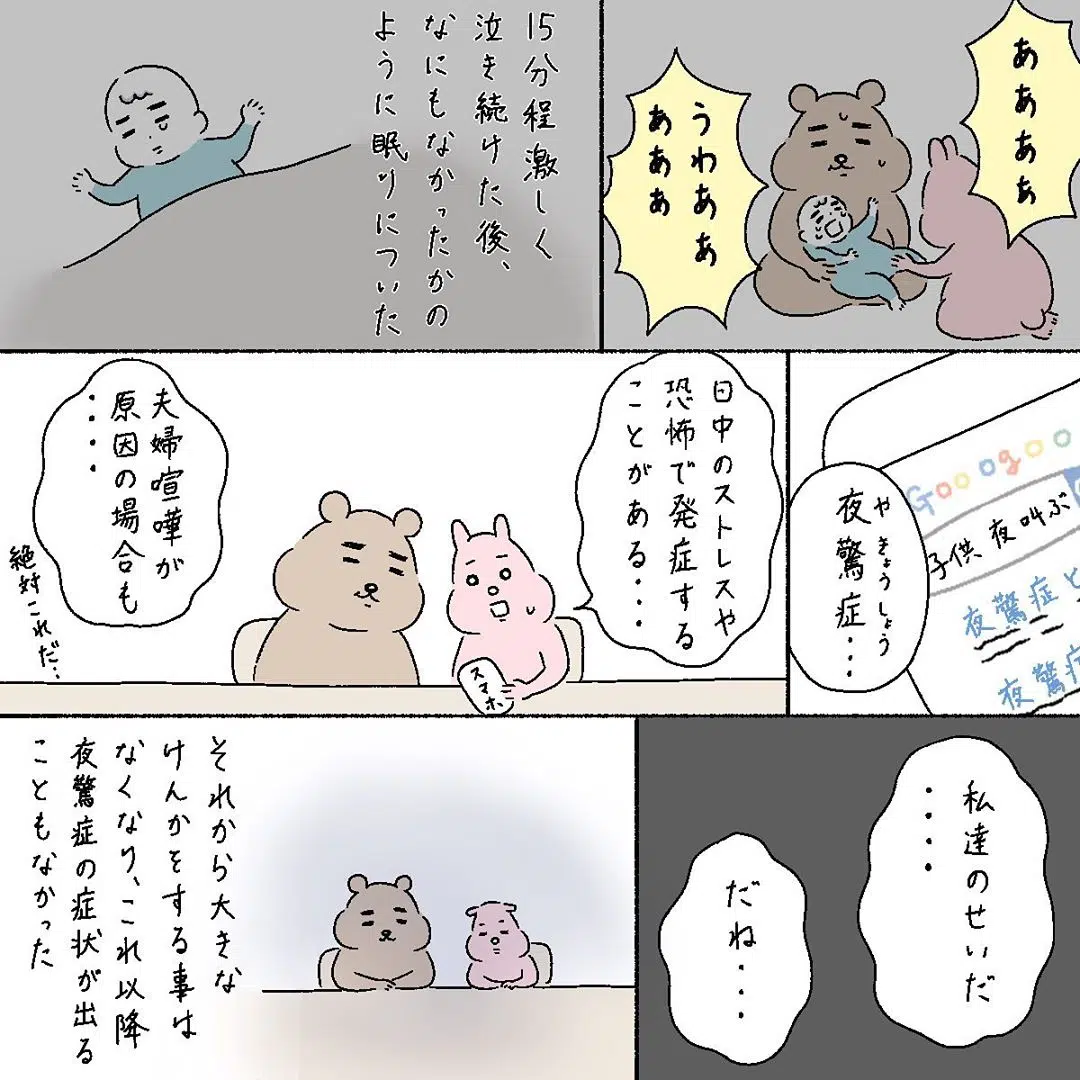 ああああぁ
うわああぁ
ああぁぁ
15分程激しく
泣き続けた後、
なにもなかったかの
ように眠りについた
Gooogoo
子供 夜 叫ぶ
夜驚症と
夜驚症
やきょうしょう
夜驚症…
日中のストレスや
恐怖で発症する
ことがある…
スマホ
夫婦喧嘩が
原因の場合も
‥‥
絶対これだ…
私達のせいだ
‥‥
だね‥‥
それから大きな
けんかをする事は
なくなり、これ以降
夜驚症の症状が出る
こともなかった